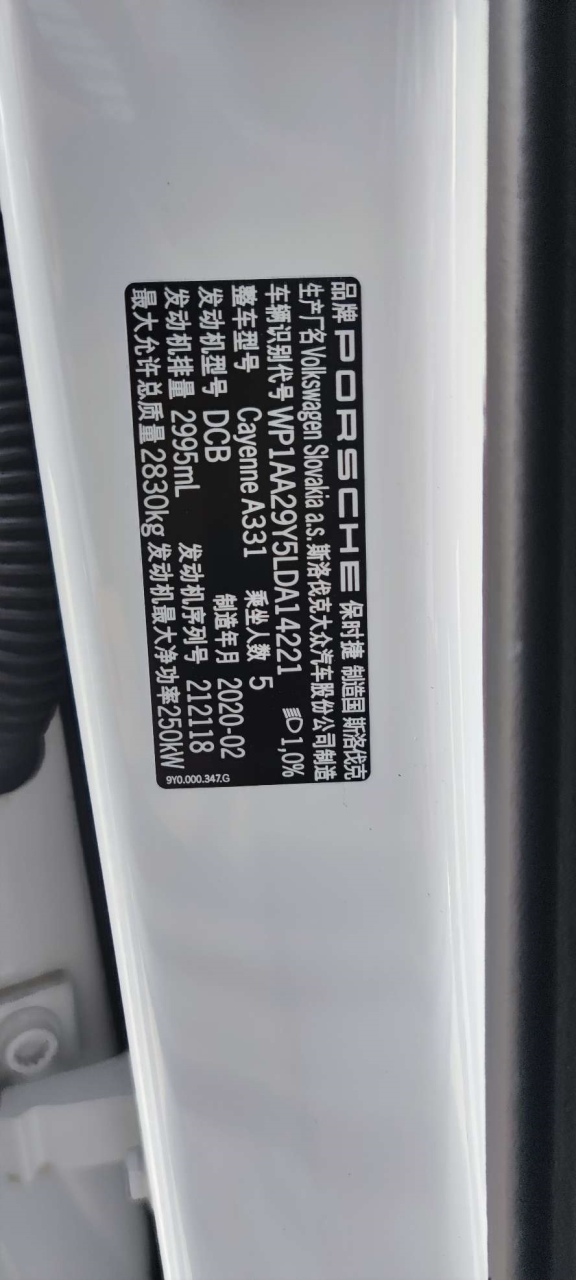 品牌 PORSCHE 保时捷 制造国 斯洛伐克
生产厂名 Volkswagen Slovakia a.s. 斯洛伐克大众汽车股份公司制造
车辆识别代号 WP1AA29Y5LDA14221 1,0%
整车型号 Cayenne A331 乘坐人数 5
发动机型号 DCB 制造年月 2020-02
发动机排量 2995mL 发动机序列号 212118
最大允许总质量 2830kg 发动机最大净功率 250kW
9Y0.000.347.G